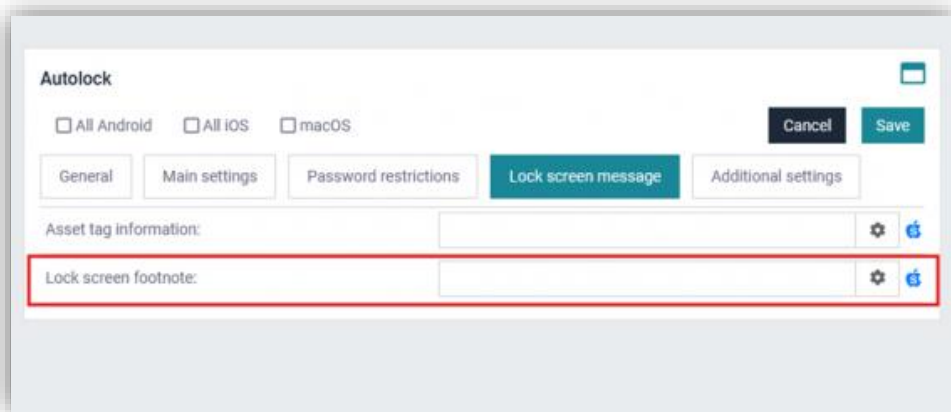 Autolock
All Android All iOS macOS Cancel Save
General Main settings Password restrictions Lock screen message Additional settings
Asset tag information:
Lock screen footnote: